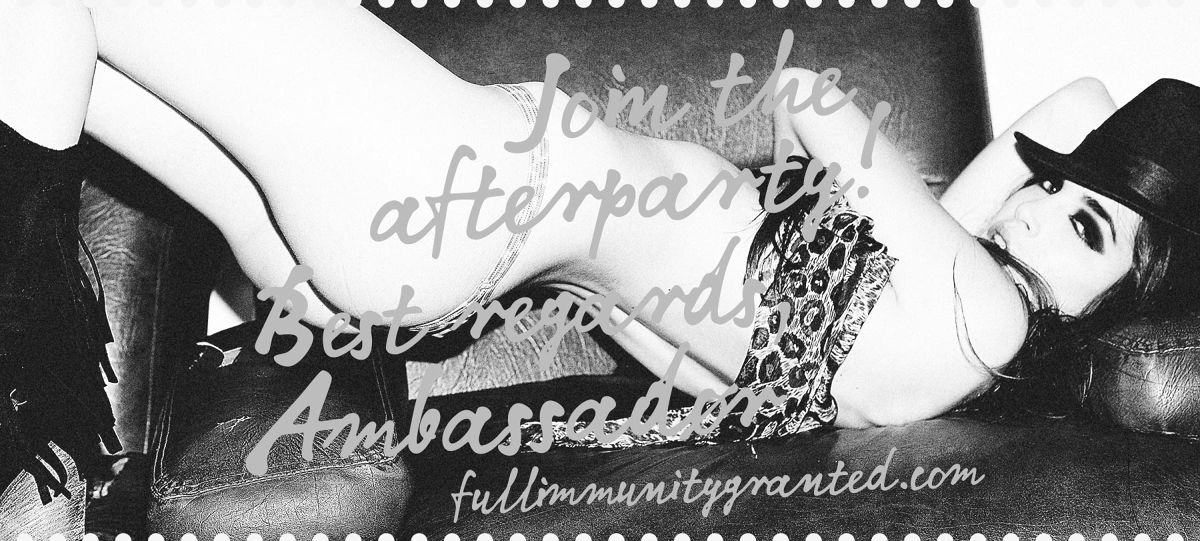 Join the
afterparty!
Best regards,
Ambassador
fullimmunitygranted.com